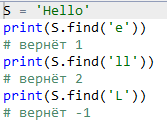 S = 'Hello'
print(S.find('e'))
# вернёт 1
print(S.find('ll'))
# вернёт 2
print(S.find('L'))
# вернёт -1